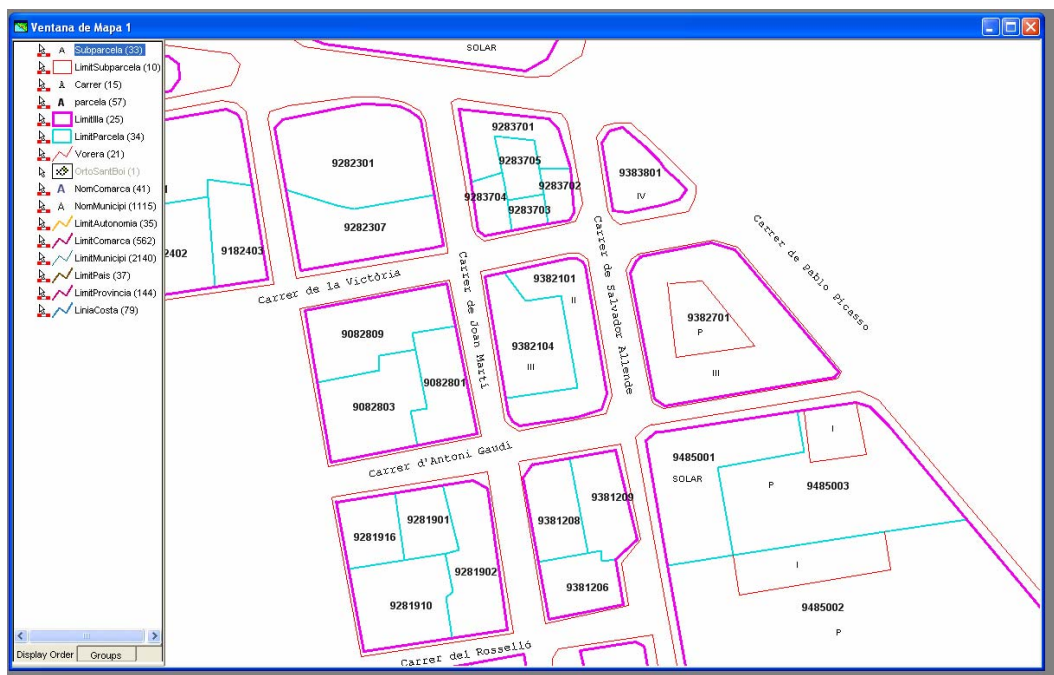 Ventana de Mapa 1
Subparcela (33)
LimitSubparcela (10)
Carrer (15)
parcela (57)
LimitIlla (25)
LimitParcela (34)
Vorera (21)
OrtoSantBoi (1)
NomComarca (41)
NomMunicipi (1115)
LimitAutonomia (35)
LimitComarca (562)
LimitMunicipi (2140)
LimitPais (37)
LimitProvincia (144)
LiniaCosta (79)
Display Order
Groups
SOLAR
9283701
9282301
9283705
9383801
9283702
9283704
IV
9283703
9282307
2402
9182403
Carrer de Pablo Picasso
Carrer de Salvador Allende
Carrer de la Victòria
Carrer de Joan Martí
9382101
II
9082809
9382701
P
9382104
III
III
9082801
9082803
Carrer d'Antoni Gaudí
I
9485001
SOLAR
P
9485003
9381209
9281901
9381208
9281916
9281902
I
9381206
9281910
9485002
P
Carrer del Rosselló